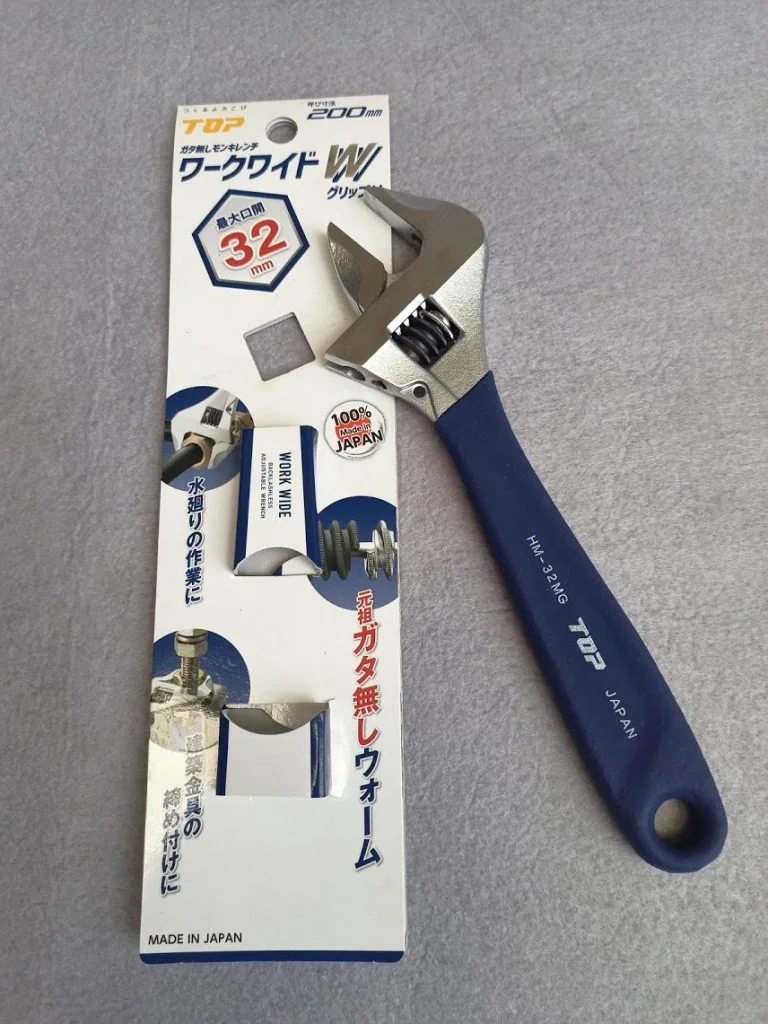 つくるよろこび
TOP
呼び寸法
200mm
ガタ無しモンキレンチ
ワークワイドW
グリップ
最大口開
32
mm
100%
Made in
JAPAN
WORK WIDE
BACKLASHLESS
ADJUSTABLE WRENCH
水廻りの作業に
元祖ガタ無しウォーム
建築金具の
締め付けに
MADE IN JAPAN
HM-32MG
TOP
JAPAN